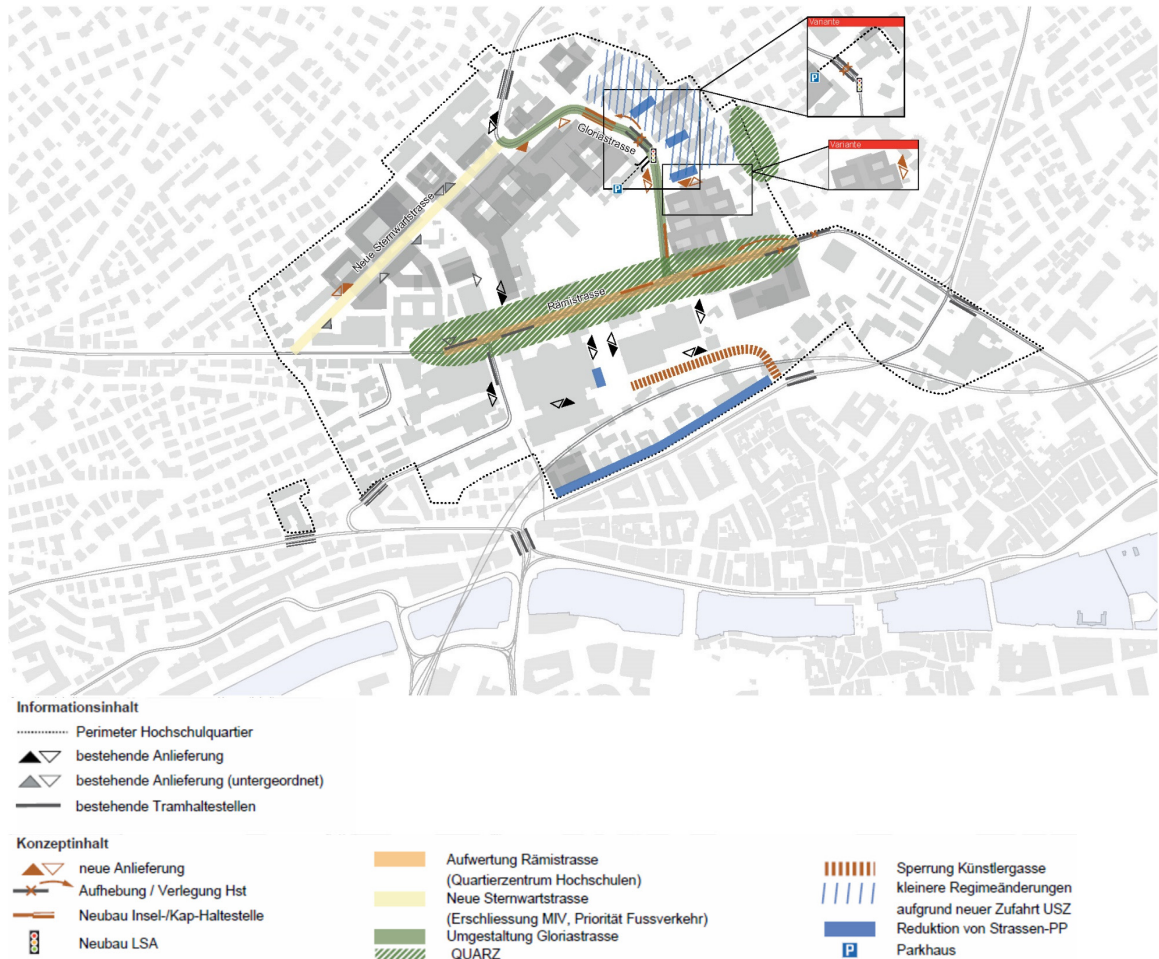 Variante
P
Variante
Gloriastrasse
P
Neue Sternwartstrasse
Rämistrasse
Informationsinhalt
Perimeter Hochschulquartier
bestehende Anlieferung
bestehende Anlieferung (untergeordnet)
bestehende Tramhaltestellen
Konzeptinhalt
neue Anlieferung
Aufhebung / Verlegung Hst
Neubau Insel-/Kap-Haltestelle
Neubau LSA
Aufwertung Rämistrasse
(Quartierzentrum Hochschulen)
Neue Sternwartstrasse
(Erschliessung MIV, Priorität Fussverkehr)
Umgestaltung Gloriastrasse
QUARZ
Sperrung Künstlergasse
kleinere Regimeänderungen
aufgrund neuer Zufahrt USZ
Reduktion von Strassen-PP
P Parkhaus